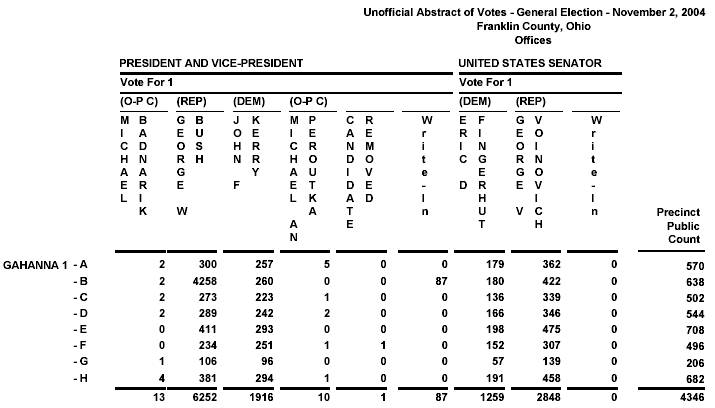 Unofficial Abstract of Votes - General Election - November 2, 2004
Franklin County, Ohio
Offices
PRESIDENT AND VICE-PRESIDENT UNITED STATES SENATOR
Vote For 1 Vote For 1
(O-P C) (REP) (DEM) (O-P C) (DEM) (REP)
MICHAEL BADNARIK GEORGE W BUSH JOHN F KERRY MICHAEL AN PEROUTKA CANDIDATE REMOVED Write-In ERIC D FINGERHUT GEORGE V VOINOVICH Write-In
Precinct
Public
Count
GAHANNA 1 - A 2 300 257 5 0 0 179 362 0 570
- B 2 4258 260 0 0 87 180 422 0 638
- C 2 273 223 1 0 0 136 339 0 502
- D 2 289 242 2 0 0 166 346 0 544
- E 0 411 293 0 0 0 198 475 0 708
- F 0 234 251 1 1 0 152 307 0 496
- G 1 106 96 0 0 0 57 139 0 206
- H 4 381 294 1 0 0 191 458 0 682
13 6252 1916 10 1 87 1259 2848 0 4346